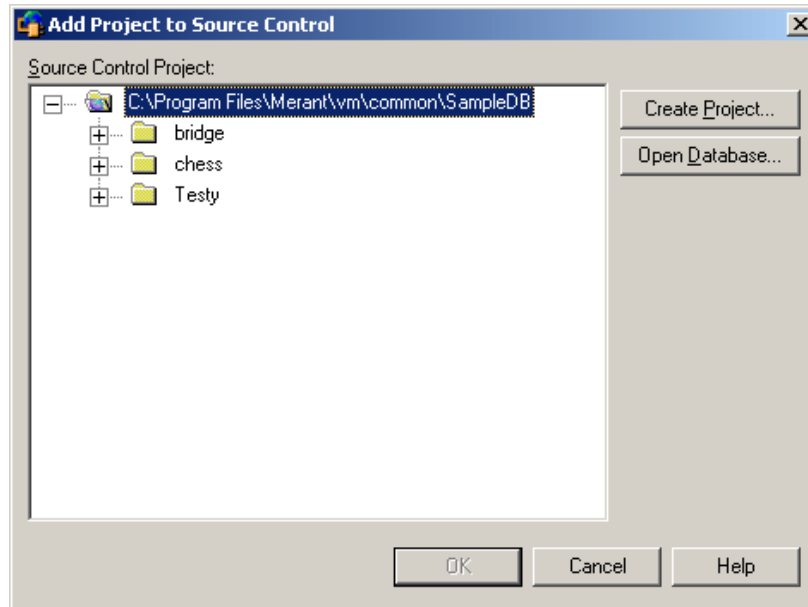 Add Project to Source Control
Source Control Project:
C:\Program Files\Merant\vm\common\SampleDB
bridge
chess
Testy
Create Project...
Open Database...
OK
Cancel
Help